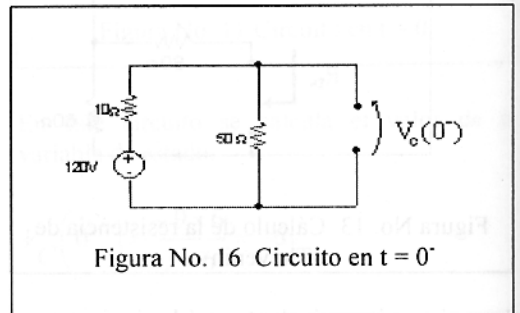 10Ω
50Ω
120V
V_c(0⁻)
Figura No. 16 Circuito en t = 0⁻